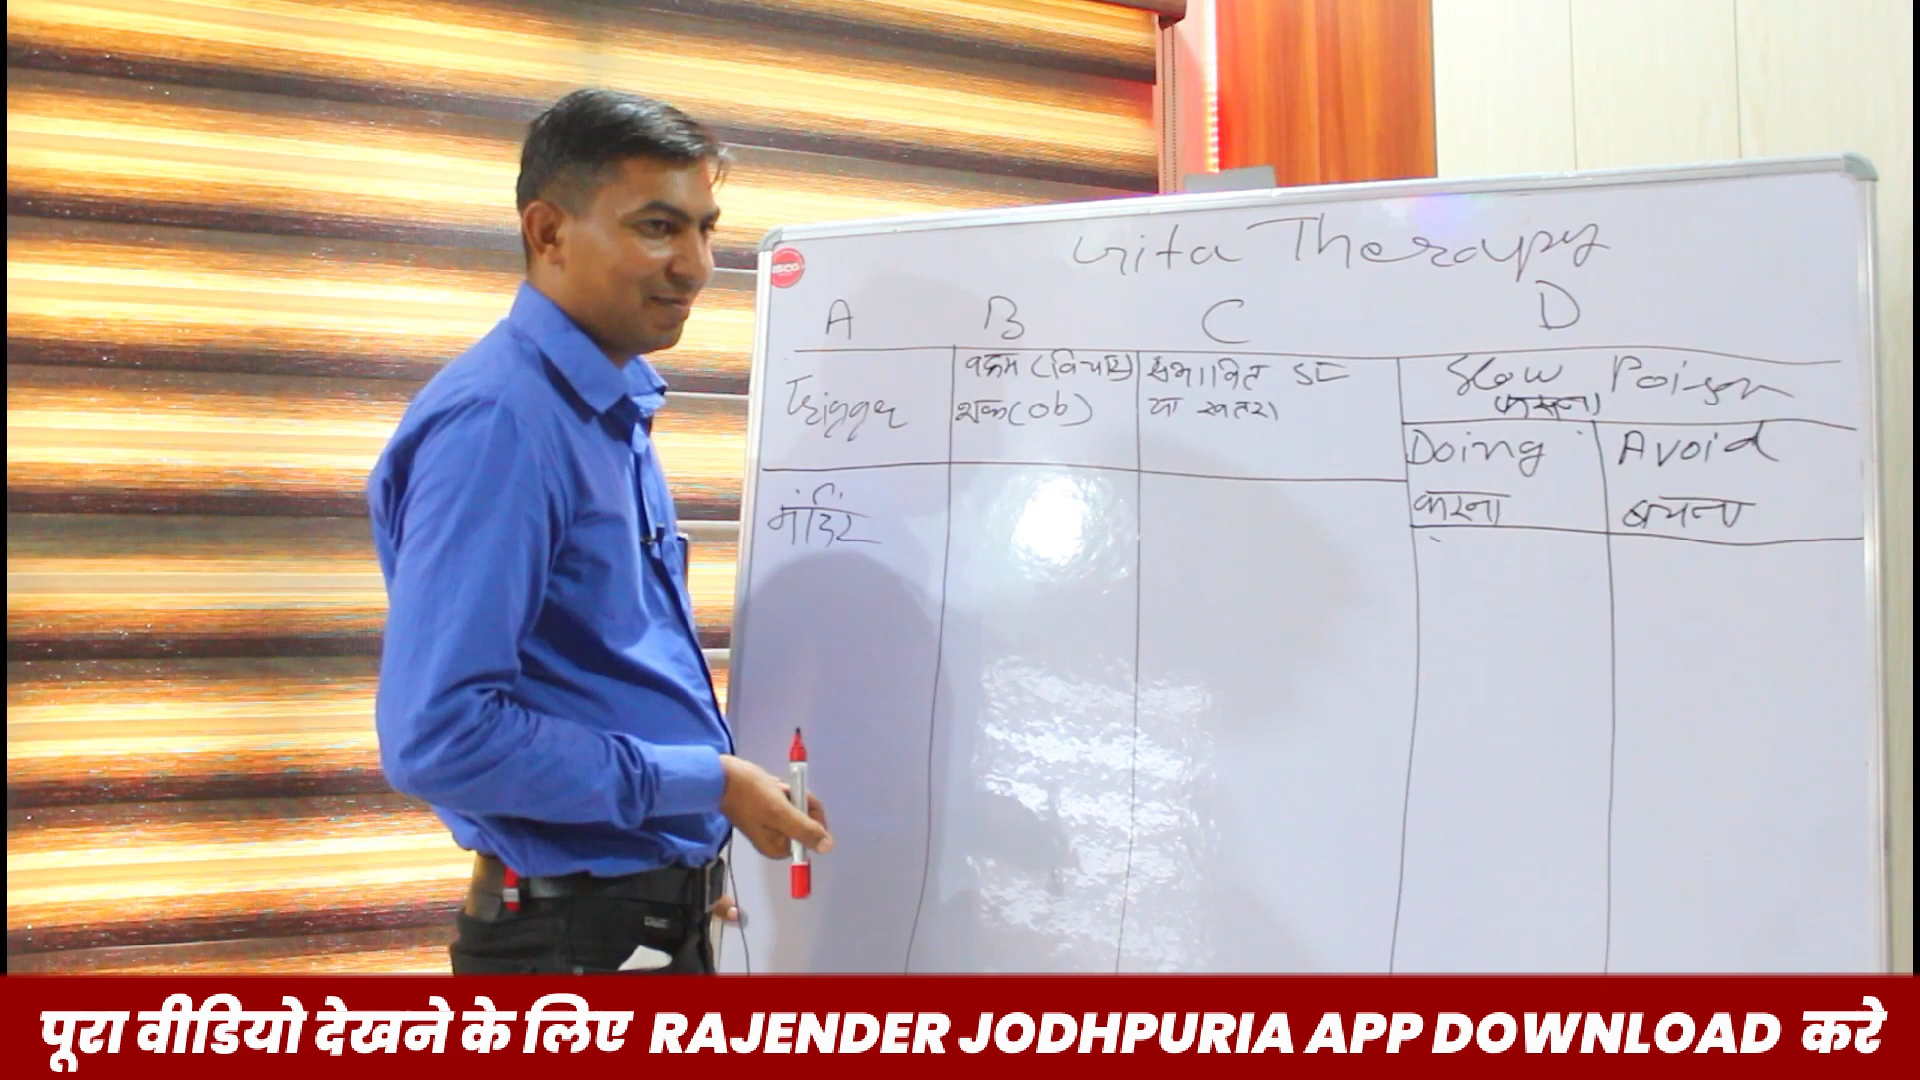 Gita Therapy
A B C D
Trigger
वहम (विचार)
शक (ob)
संभावित SE
या खतरा
Slow Poison
करना
Doing
करना
Avoid
बचना
मंदिर
पूरा वीडियो देखने के लिए RAJENDER JODHPURIA APP DOWNLOAD करे